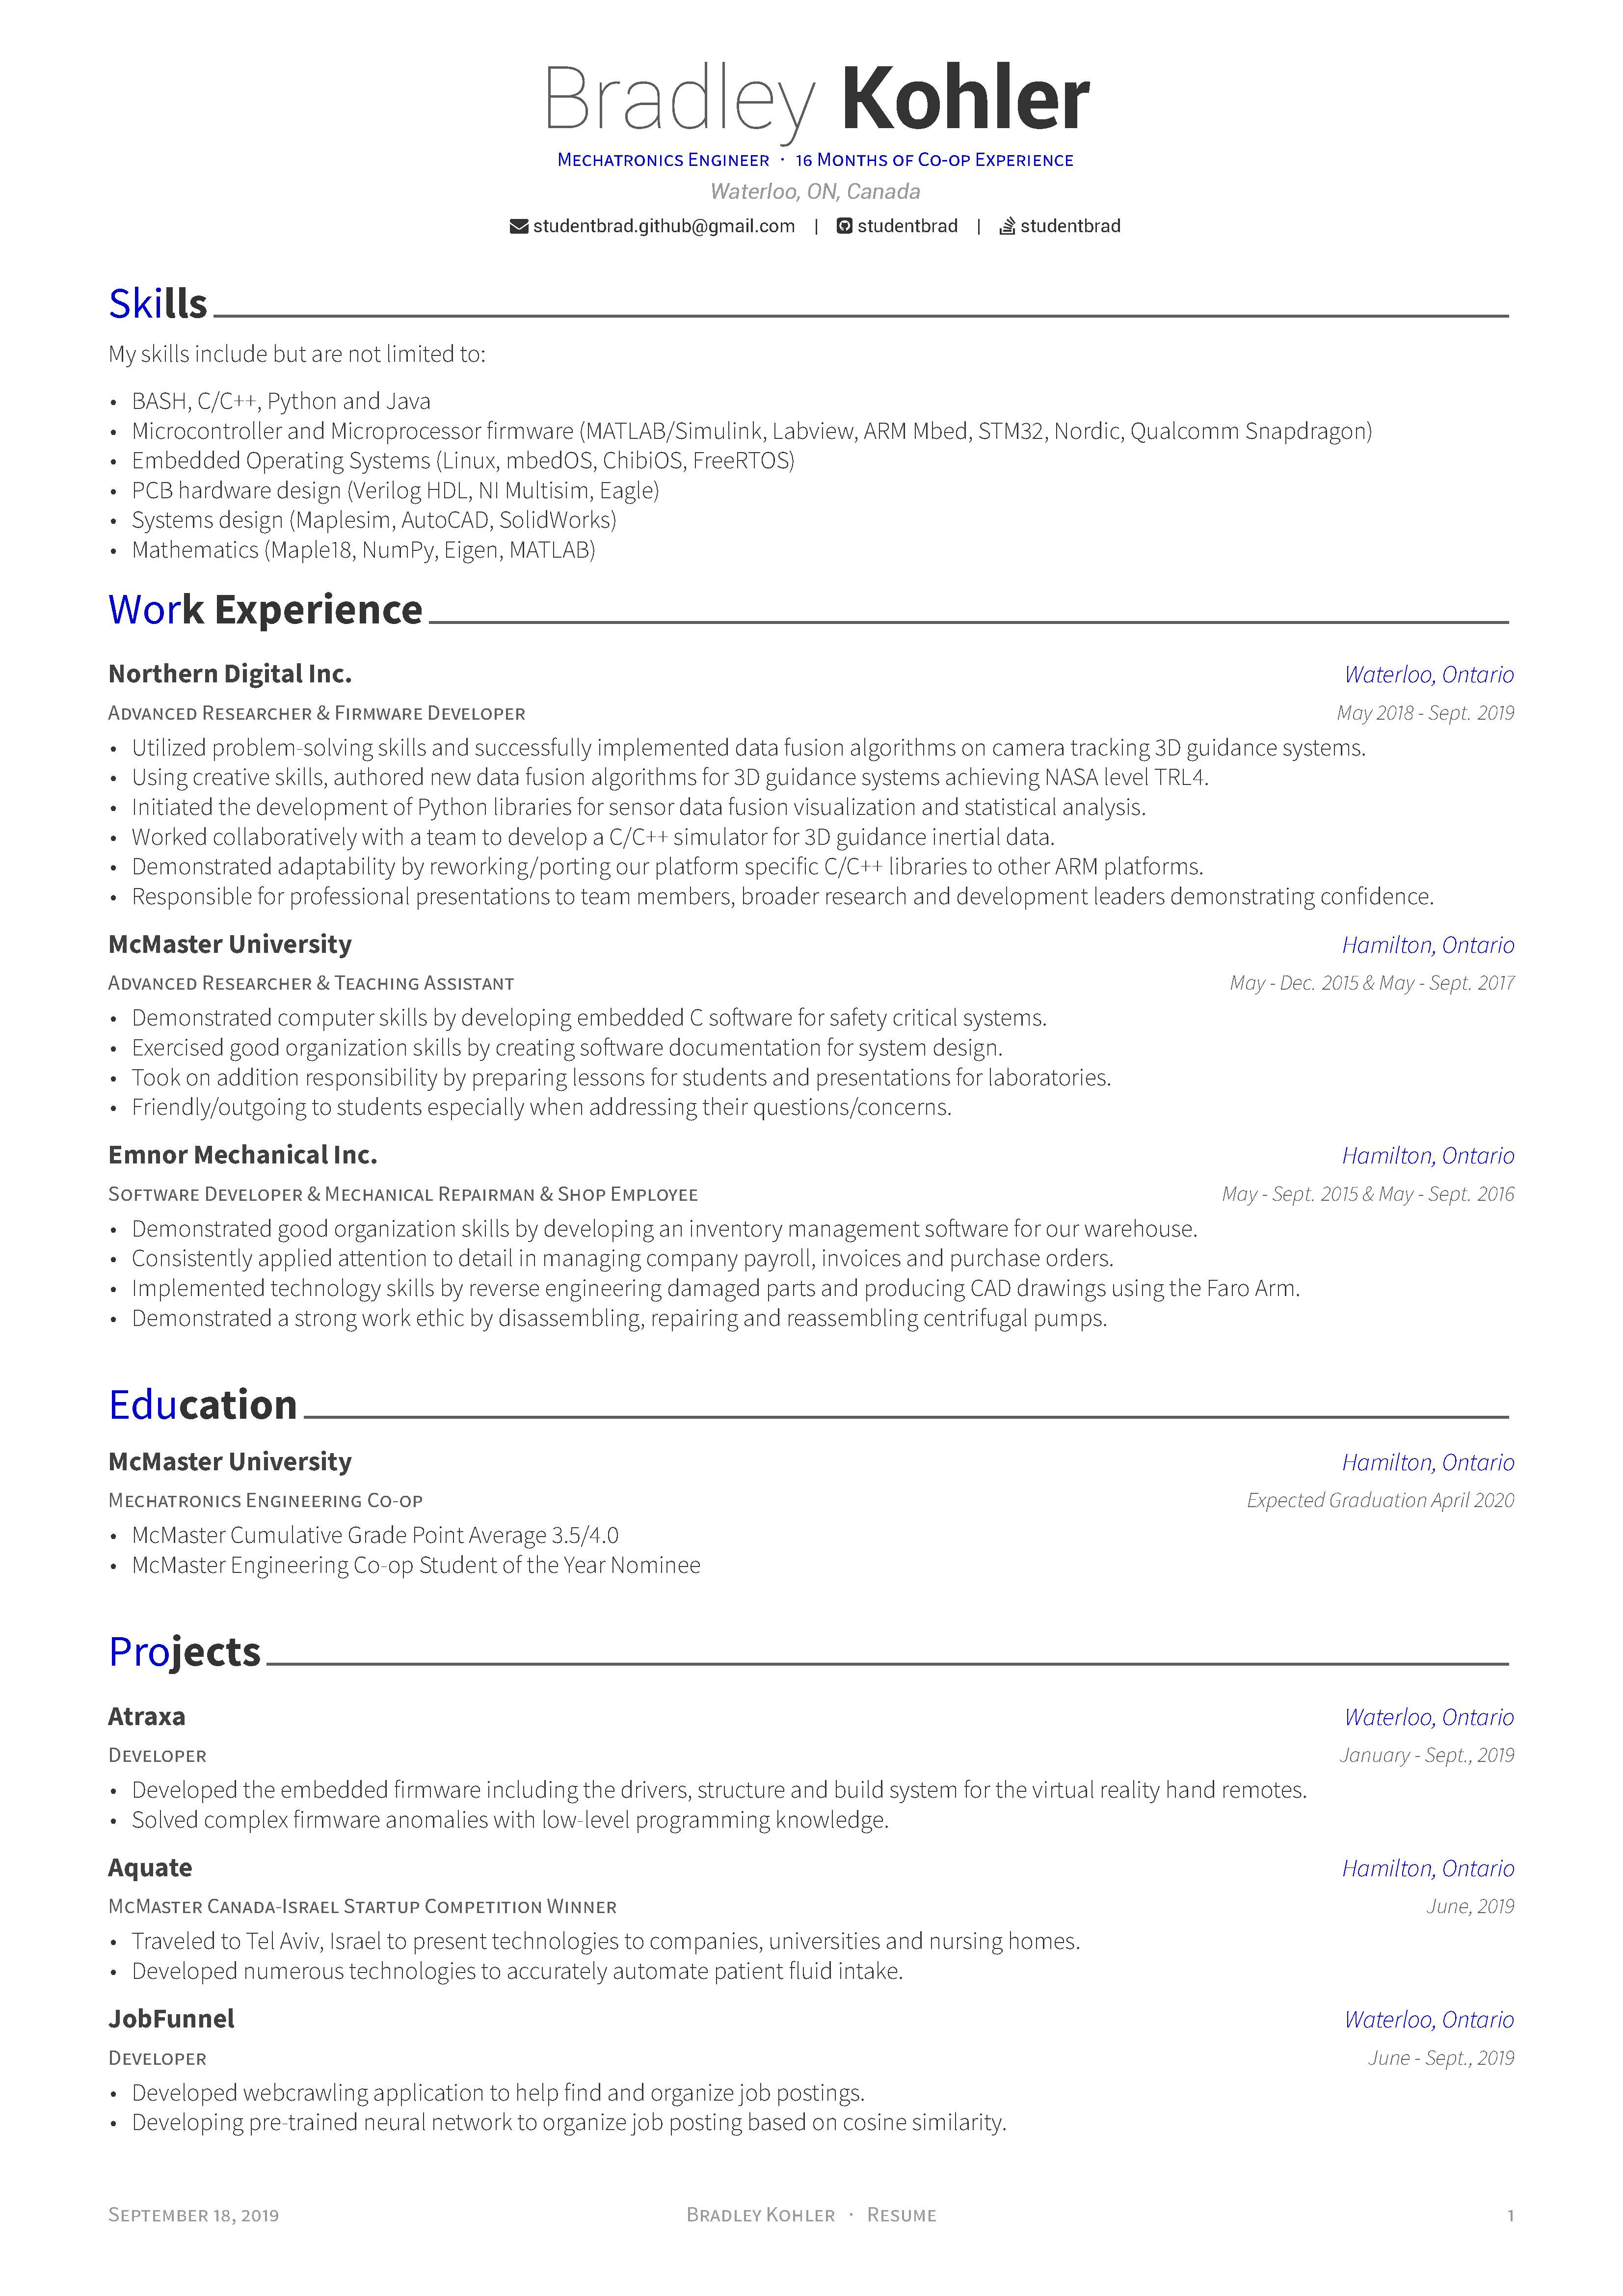 Bradley Kohler
Mechatronics Engineer · 16 Months of Co-op Experience
Waterloo, ON, Canada
studentbrad.github@gmail.com | studentbrad | studentbrad
Skills
My skills include but are not limited to:
• BASH, C/C++, Python and Java
• Microcontroller and Microprocessor firmware (MATLAB/Simulink, Labview, ARM Mbed, STM32, Nordic, Qualcomm Snapdragon)
• Embedded Operating Systems (Linux, mbedOS, ChibiOS, FreeRTOS)
• PCB hardware design (Verilog HDL, NI Multisim, Eagle)
• Systems design (Maplesim, AutoCAD, SolidWorks)
• Mathematics (Maple18, NumPy, Eigen, MATLAB)
Work Experience
Northern Digital Inc. Waterloo, Ontario
Advanced Researcher & Firmware Developer May 2018 - Sept. 2019
• Utilized problem-solving skills and successfully implemented data fusion algorithms on camera tracking 3D guidance systems.
• Using creative skills, authored new data fusion algorithms for 3D guidance systems achieving NASA level TRL4.
• Initiated the development of Python libraries for sensor data fusion visualization and statistical analysis.
• Worked collaboratively with a team to develop a C/C++ simulator for 3D guidance inertial data.
• Demonstrated adaptability by reworking/porting our platform specific C/C++ libraries to other ARM platforms.
• Responsible for professional presentations to team members, broader research and development leaders demonstrating confidence.
McMaster University Hamilton, Ontario
Advanced Researcher & Teaching Assistant May - Dec. 2015 & May - Sept. 2017
• Demonstrated computer skills by developing embedded C software for safety critical systems.
• Exercised good organization skills by creating software documentation for system design.
• Took on addition responsibility by preparing lessons for students and presentations for laboratories.
• Friendly/outgoing to students especially when addressing their questions/concerns.
Emnor Mechanical Inc. Hamilton, Ontario
Software Developer & Mechanical Repairman & Shop Employee May - Sept. 2015 & May - Sept. 2016
• Demonstrated good organization skills by developing an inventory management software for our warehouse.
• Consistently applied attention to detail in managing company payroll, invoices and purchase orders.
• Implemented technology skills by reverse engineering damaged parts and producing CAD drawings using the Faro Arm.
• Demonstrated a strong work ethic by disassembling, repairing and reassembling centrifugal pumps.
Education
McMaster University Hamilton, Ontario
Mechatronics Engineering Co-op Expected Graduation April 2020
• McMaster Cumulative Grade Point Average 3.5/4.0
• McMaster Engineering Co-op Student of the Year Nominee
Projects
Atraxa Waterloo, Ontario
Developer January - Sept., 2019
• Developed the embedded firmware including the drivers, structure and build system for the virtual reality hand remotes.
• Solved complex firmware anomalies with low-level programming knowledge.
Aquate Hamilton, Ontario
McMaster Canada-Israel Startup Competition Winner June, 2019
• Traveled to Tel Aviv, Israel to present technologies to companies, universities and nursing homes.
• Developed numerous technologies to accurately automate patient fluid intake.
JobFunnel Waterloo, Ontario
Developer June - Sept., 2019
• Developed webcrawling application to help find and organize job postings.
• Developing pre-trained neural network to organize job posting based on cosine similarity.
September 18, 2019 Bradley Kohler · Resume 1